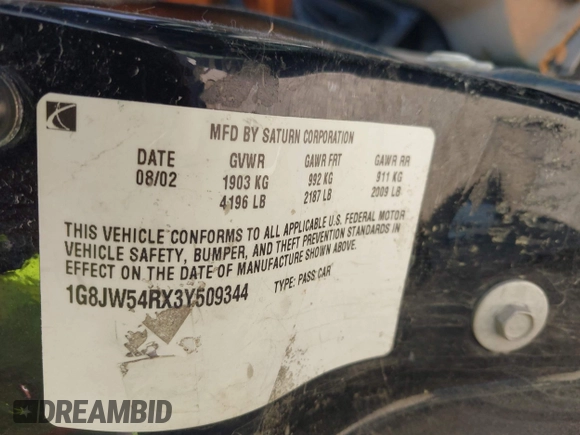 MFD BY SATURN CORPORATION
DATE GVWR GAWR FRT GAWR RR
08/02 1903 KG 992 KG 911 KG
4196 LB 2187 LB 2009 LB
THIS VEHICLE CONFORMS TO ALL APPLICABLE U.S. FEDERAL MOTOR
VEHICLE SAFETY, BUMPER, AND THEFT PREVENTION STANDARDS IN
EFFECT ON THE DATE OF MANUFACTURE SHOWN ABOVE.
1G8JW54RX3Y509344 TYPE: PASS CAR
DREAMBID